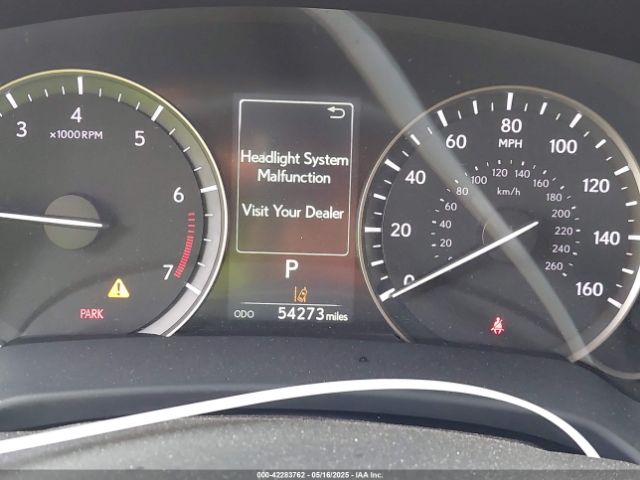 3
4
5
6
7
x1000RPM
PARK
Headlight System
Malfunction
Visit Your Dealer
P
ODO 54273 miles
0
20
40
60
80
100
120
140
160
MPH
km/h
20
40
60
80
100
120
140
160
180
200
220
240
260
000-42283762 - 05/16/2025 - IAA Inc.